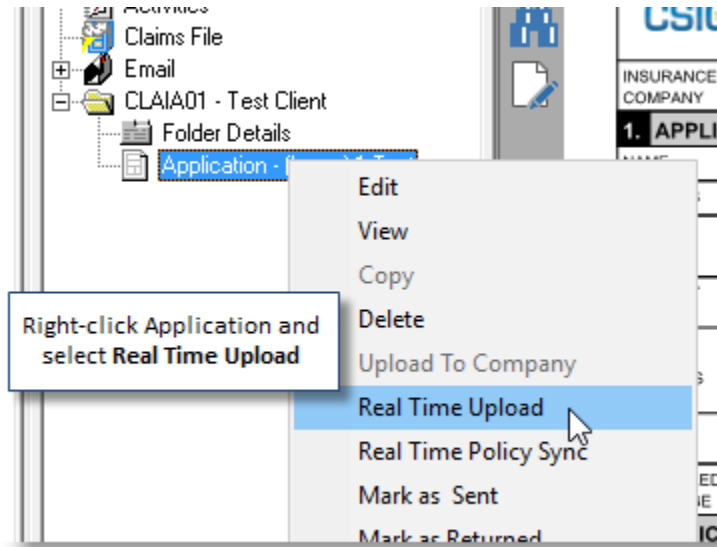 Activities
Claims File
Email
CLAIA01 - Test Client
Folder Details
Application -
Edit
View
Copy
Delete
Upload To Company
Real Time Upload
Real Time Policy Sync
Mark as Sent
Mark as Returned
Right-click Application and
select Real Time Upload
INSURANCE
COMPANY
1.